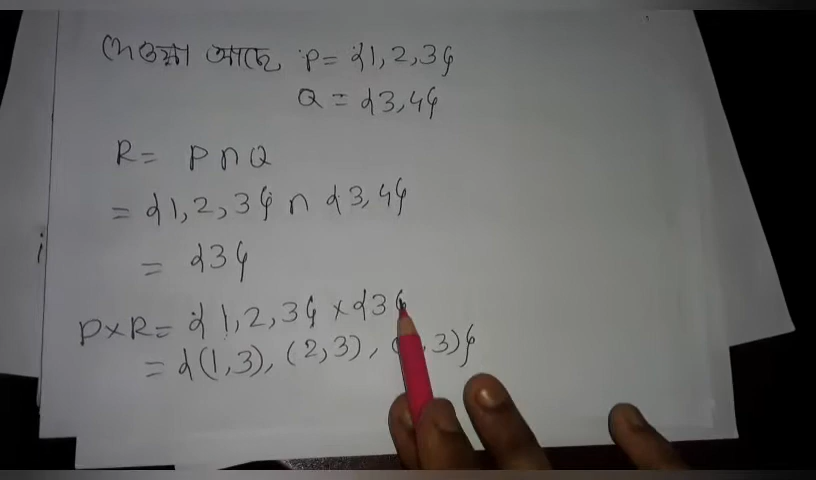 দেওয়া আছে, P = {1, 2, 3}
Q = {3, 4}
R = P ∩ Q
= {1, 2, 3} ∩ {3, 4}
= {3}
P × R = {1, 2, 3} × {3}
= {(1, 3), (2, 3), ( , 3)}